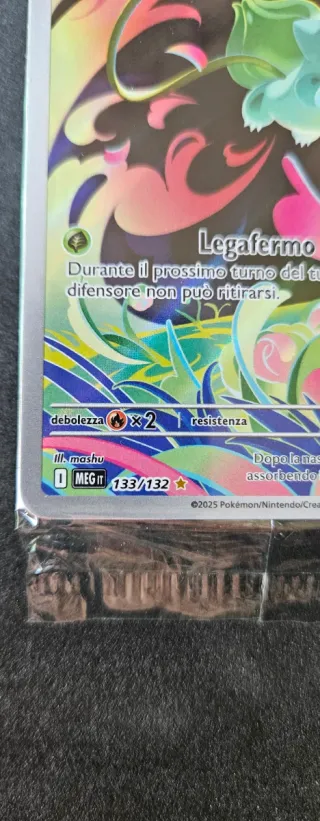 Legafermo
Durante il prossimo turno del tu
difensore non può ritirarsi.
debolezza ×2 resistenza
Ill. mashu
Dopo la nas
I MEG IT 133/132
assorbendo
©2025 Pokémon/Nintendo/Crea